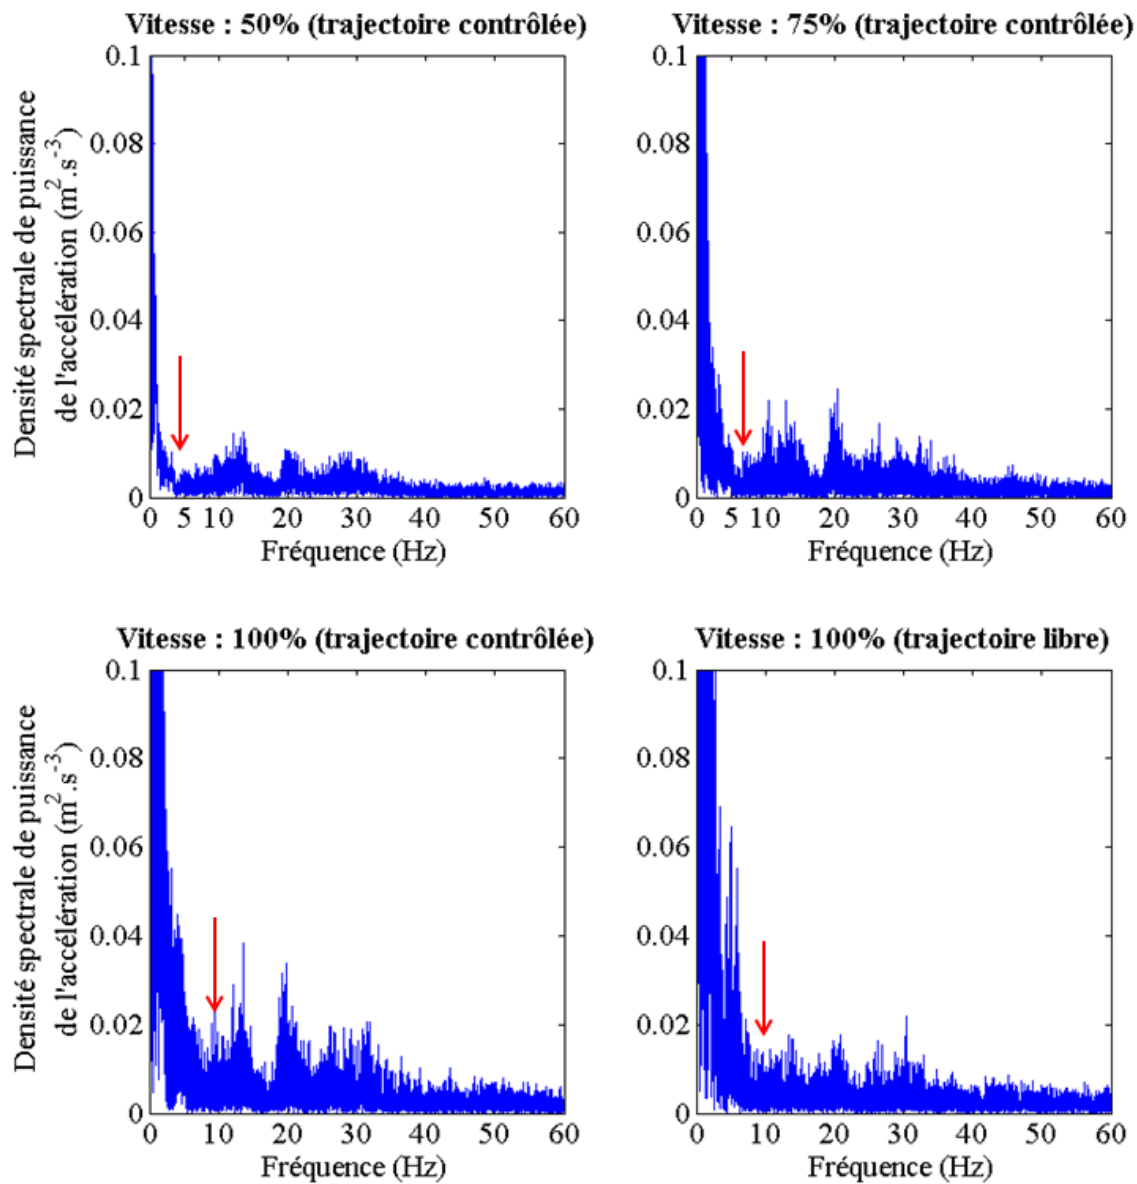 Vitesse : 50% (trajectoire contrôlée)
Densité spectrale de puissance
de l'accélération (m².s⁻³)
0.1
0.08
0.06
0.04
0.02
0
0 5 10 20 30 40 50 60
Fréquence (Hz)
Vitesse : 75% (trajectoire contrôlée)
0.1
0.08
0.06
0.04
0.02
0
0 5 10 20 30 40 50 60
Fréquence (Hz)
Vitesse : 100% (trajectoire contrôlée)
Densité spectrale de puissance
de l'accélération (m².s⁻³)
0.1
0.08
0.06
0.04
0.02
0
0 10 20 30 40 50 60
Fréquence (Hz)
Vitesse : 100% (trajectoire libre)
0.1
0.08
0.06
0.04
0.02
0
0 10 20 30 40 50 60
Fréquence (Hz)